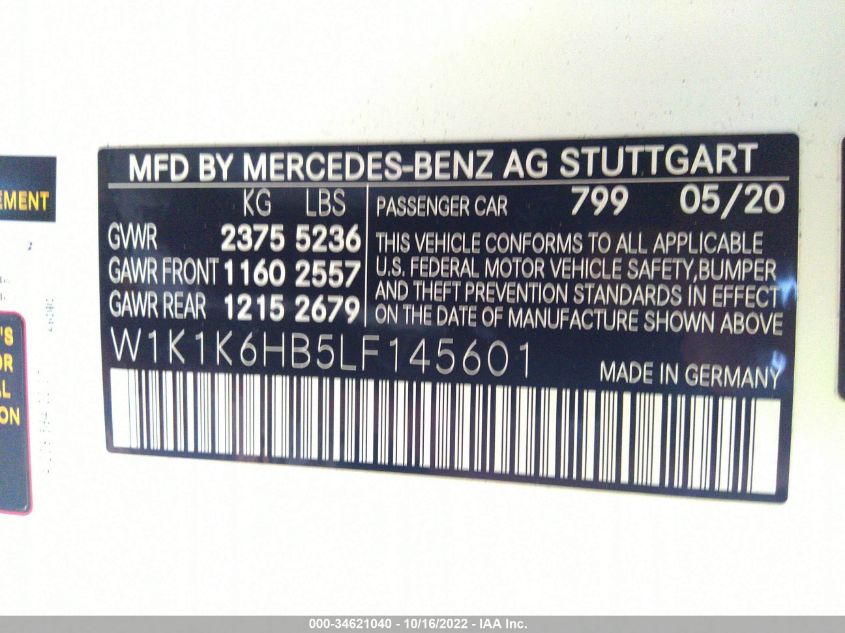 MFD BY MERCEDES-BENZ AG STUTTGART
KG LBS
GVWR 2375 5236
GAWR FRONT 1160 2557
GAWR REAR 1215 2679
PASSENGER CAR 799 05/20
THIS VEHICLE CONFORMS TO ALL APPLICABLE
U.S. FEDERAL MOTOR VEHICLE SAFETY, BUMPER
AND THEFT PREVENTION STANDARDS IN EFFECT
ON THE DATE OF MANUFACTURE SHOWN ABOVE
W1K1K6HB5LF145601
MADE IN GERMANY
EMENT
'S
OR
AL
ON
000-34621040 - 10/16/2022 - IAA Inc.